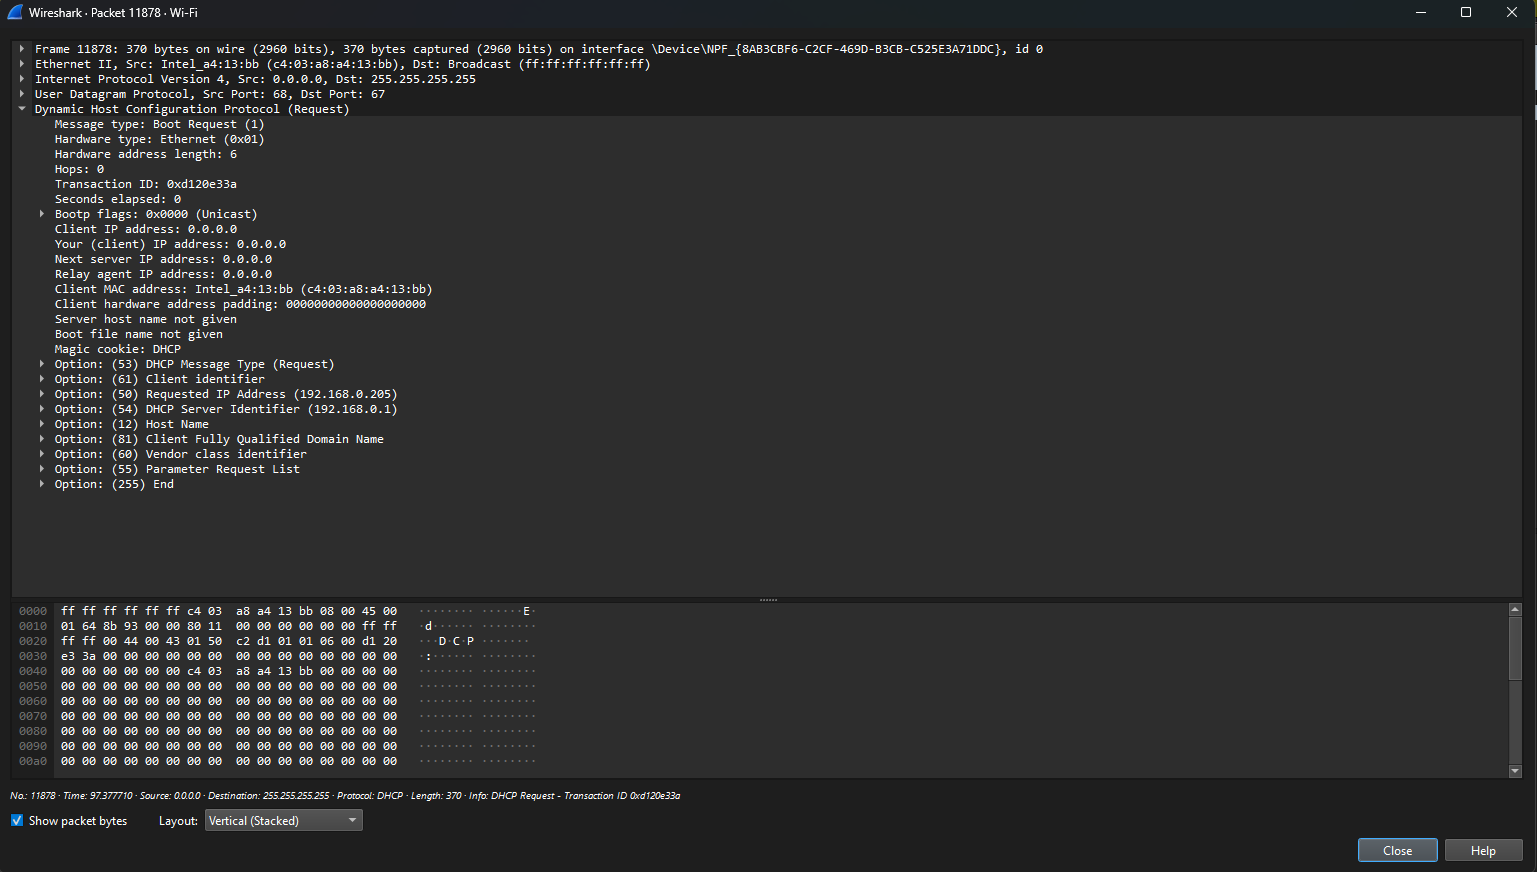 Wireshark · Packet 11878 · Wi-Fi
Frame 11878: 370 bytes on wire (2960 bits), 370 bytes captured (2960 bits) on interface \Device\NPF_{8AB3CBF6-C2CF-469D-B3CB-C525E3A71DDC}, id 0
Ethernet II, Src: Intel_a4:13:bb (c4:03:a8:a4:13:bb), Dst: Broadcast (ff:ff:ff:ff:ff:ff)
Internet Protocol Version 4, Src: 0.0.0.0, Dst: 255.255.255.255
User Datagram Protocol, Src Port: 68, Dst Port: 67
Dynamic Host Configuration Protocol (Request)
Message type: Boot Request (1)
Hardware type: Ethernet (0x01)
Hardware address length: 6
Hops: 0
Transaction ID: 0xd120e33a
Seconds elapsed: 0
Bootp flags: 0x0000 (Unicast)
Client IP address: 0.0.0.0
Your (client) IP address: 0.0.0.0
Next server IP address: 0.0.0.0
Relay agent IP address: 0.0.0.0
Client MAC address: Intel_a4:13:bb (c4:03:a8:a4:13:bb)
Client hardware address padding: 00000000000000000000
Server host name not given
Boot file name not given
Magic cookie: DHCP
Option: (53) DHCP Message Type (Request)
Option: (61) Client identifier
Option: (50) Requested IP Address (192.168.0.205)
Option: (54) DHCP Server Identifier (192.168.0.1)
Option: (12) Host Name
Option: (81) Client Fully Qualified Domain Name
Option: (60) Vendor class identifier
Option: (55) Parameter Request List
Option: (255) End
0000 ff ff ff ff ff ff c4 03 a8 a4 13 bb 08 00 45 00 ········ ······E·
0010 01 64 8b 93 00 00 80 11 00 00 00 00 00 00 ff ff ·d······ ········
0020 ff ff 00 44 00 43 01 50 c2 d1 01 01 06 00 d1 20 ···D·C·P ······· 
0030 e3 3a 00 00 00 00 00 00 00 00 00 00 00 00 00 00 ·:······ ········
0040 00 00 00 00 00 00 c4 03 a8 a4 13 bb 00 00 00 00 ········ ········
0050 00 00 00 00 00 00 00 00 00 00 00 00 00 00 00 00 ········ ········
0060 00 00 00 00 00 00 00 00 00 00 00 00 00 00 00 00 ········ ········
0070 00 00 00 00 00 00 00 00 00 00 00 00 00 00 00 00 ········ ········
0080 00 00 00 00 00 00 00 00 00 00 00 00 00 00 00 00 ········ ········
0090 00 00 00 00 00 00 00 00 00 00 00 00 00 00 00 00 ········ ········
00a0 00 00 00 00 00 00 00 00 00 00 00 00 00 00 00 00 ········ ········
No.: 11878 · Time: 97.377710 · Source: 0.0.0.0 · Destination: 255.255.255.255 · Protocol: DHCP · Length: 370 · Info: DHCP Request - Transaction ID 0xd120e33a
Show packet bytes Layout: Vertical (Stacked)
Close Help